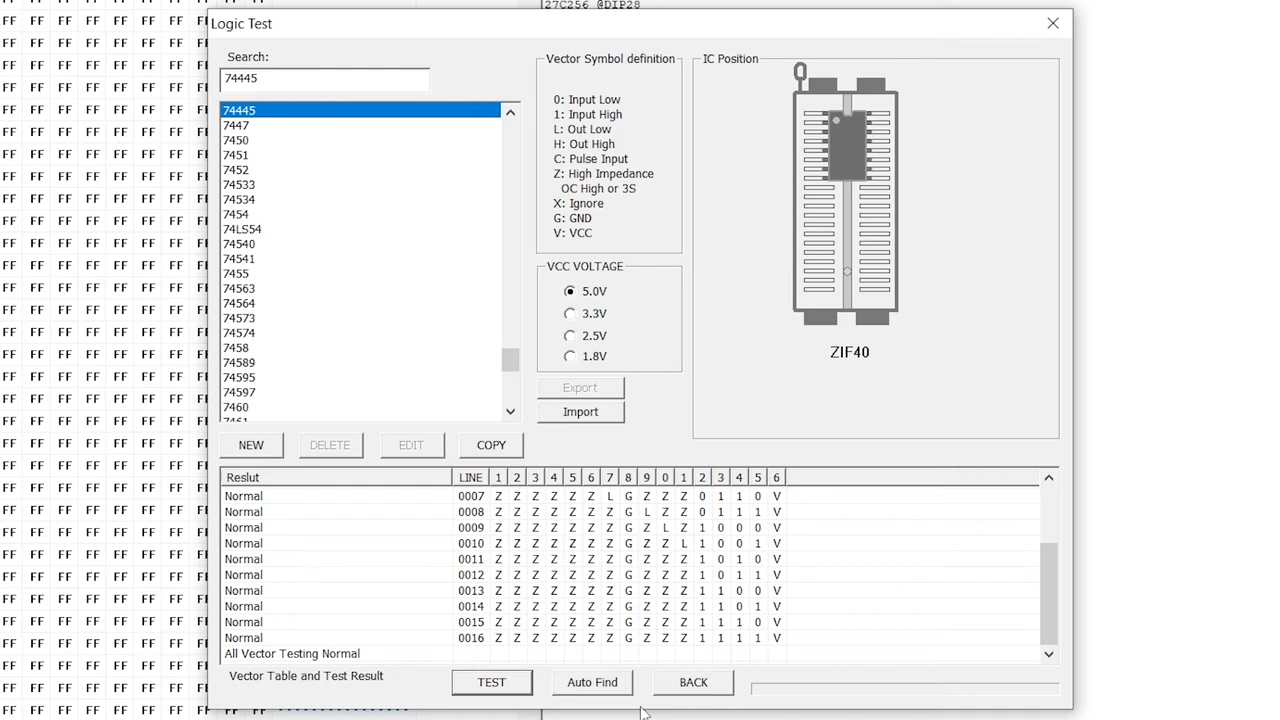 27C256 @DIP28
Logic Test
Search:
74445
74445
7447
7450
7451
7452
74533
74534
7454
74LS54
74540
74541
7455
74563
74564
74573
74574
7458
74589
74595
74597
7460
7461
Vector Symbol definition
0: Input Low
1: Input High
L: Out Low
H: Out High
C: Pulse Input
Z: High Impedance
OC High or 3S
X: Ignore
G: GND
V: VCC
VCC VOLTAGE
5.0V
3.3V
2.5V
1.8V
Export
Import
IC Position
ZIF40
NEW DELETE EDIT COPY
Reslut LINE 1 2 3 4 5 6 7 8 9 0 1 2 3 4 5 6
Normal 0007 Z Z Z Z Z Z L G Z Z Z 0 1 1 0 V
Normal 0008 Z Z Z Z Z Z Z G L Z Z 0 1 1 1 V
Normal 0009 Z Z Z Z Z Z Z G Z L Z 1 0 0 0 V
Normal 0010 Z Z Z Z Z Z Z G Z Z L 1 0 0 1 V
Normal 0011 Z Z Z Z Z Z Z G Z Z Z 1 0 1 0 V
Normal 0012 Z Z Z Z Z Z Z G Z Z Z 1 0 1 1 V
Normal 0013 Z Z Z Z Z Z Z G Z Z Z 1 1 0 0 V
Normal 0014 Z Z Z Z Z Z Z G Z Z Z 1 1 0 1 V
Normal 0015 Z Z Z Z Z Z Z G Z Z Z 1 1 1 0 V
Normal 0016 Z Z Z Z Z Z Z G Z Z Z 1 1 1 1 V
All Vector Testing Normal
Vector Table and Test Result
TEST Auto Find BACK